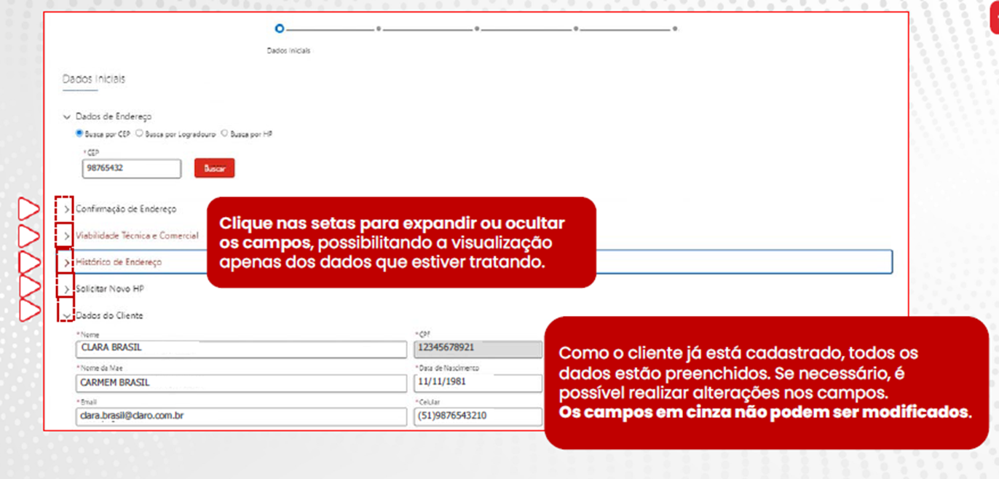 Dados Iniciais
Dados Iniciais
Dados de Endereço
Busca por CEP Busca por Logradouro Busca por HP
*CEP
98765432 Buscar
Confirmação de Endereço
Viabilidade Técnica e Comercial
Histórico de Endereço
Solicitar Novo HP
Dados do Cliente
Clique nas setas para expandir ou ocultar
os campos, possibilitando a visualização
apenas dos dados que estiver tratando.
*Nome *CPF
CLARA BRASIL 12345678921
*Nome da Mae *Data de Nascimento
CARMEM BRASIL 11/11/1981
*Email *Celular
clara.brasil@claro.com.br (51)9876543210
Como o cliente já está cadastrado, todos os
dados estão preenchidos. Se necessário, é
possível realizar alterações nos campos.
Os campos em cinza não podem ser modificados.